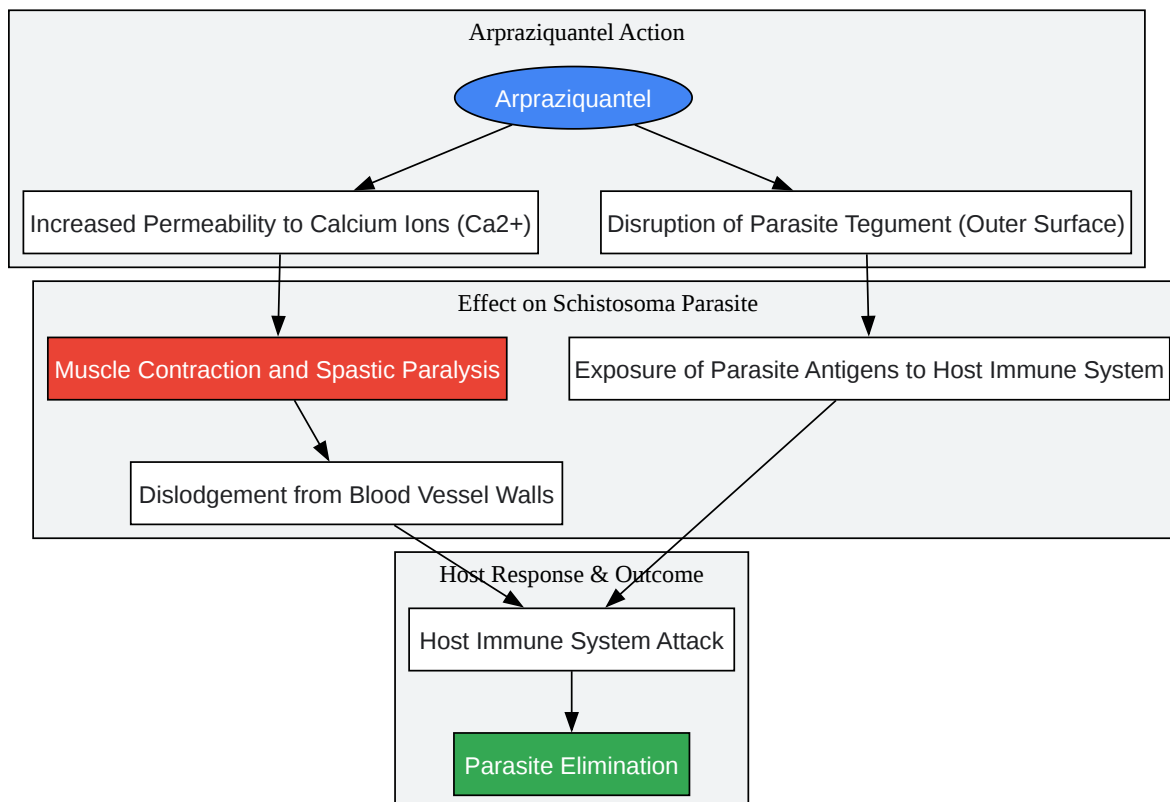 Arpraziquantel Action
Arpraziquantel
Increased Permeability to Calcium Ions (Ca2+)
Disruption of Parasite Tegument (Outer Surface)
Effect on Schistosoma Parasite
Muscle Contraction and Spastic Paralysis
Exposure of Parasite Antigens to Host Immune System
Dislodgement from Blood Vessel Walls
Host Response & Outcome
Host Immune System Attack
Parasite Elimination